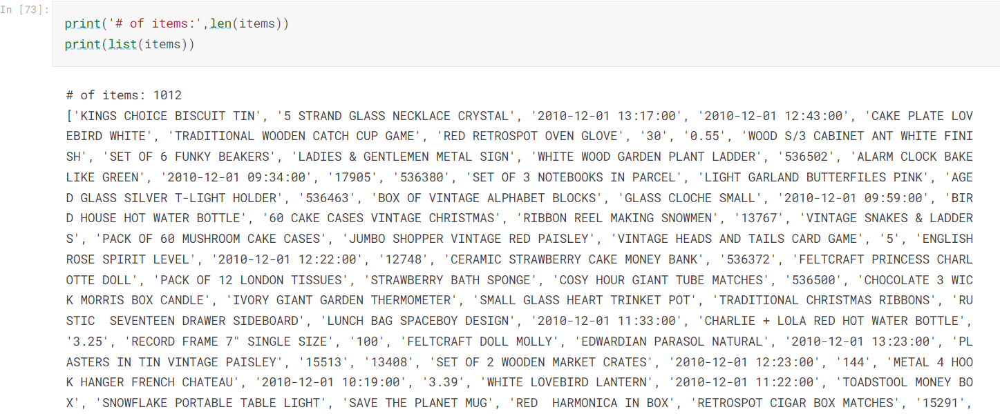 In [73]:
print('# of items:',len(items))
print(list(items))
# of items: 1012
['KINGS CHOICE BISCUIT TIN', '5 STRAND GLASS NECKLACE CRYSTAL', '2010-12-01 13:17:00', '2010-12-01 12:43:00', 'CAKE PLATE LOV
EBIRD WHITE', 'TRADITIONAL WOODEN CATCH CUP GAME', 'RED RETROSPOT OVEN GLOVE', '30', '0.55', 'WOOD S/3 CABINET ANT WHITE FINI
SH', 'SET OF 6 FUNKY BEAKERS', 'LADIES & GENTLEMEN METAL SIGN', 'WHITE WOOD GARDEN PLANT LADDER', '536502', 'ALARM CLOCK BAKE
LIKE GREEN', '2010-12-01 09:34:00', '17905', '536380', 'SET OF 3 NOTEBOOKS IN PARCEL', 'LIGHT GARLAND BUTTERFILES PINK', 'AGE
D GLASS SILVER T-LIGHT HOLDER', '536463', 'BOX OF VINTAGE ALPHABET BLOCKS', 'GLASS CLOCHE SMALL', '2010-12-01 09:59:00', 'BIR
D HOUSE HOT WATER BOTTLE', '60 CAKE CASES VINTAGE CHRISTMAS', 'RIBBON REEL MAKING SNOWMEN', '13767', 'VINTAGE SNAKES & LADDER
S', 'PACK OF 60 MUSHROOM CAKE CASES', 'JUMBO SHOPPER VINTAGE RED PAISLEY', 'VINTAGE HEADS AND TAILS CARD GAME', '5', 'ENGLISH
ROSE SPIRIT LEVEL', '2010-12-01 12:22:00', '12748', 'CERAMIC STRAWBERRY CAKE MONEY BANK', '536372', 'FELTCRAFT PRINCESS CHARL
OTTE DOLL', 'PACK OF 12 LONDON TISSUES', 'STRAWBERRY BATH SPONGE', 'COSY HOUR GIANT TUBE MATCHES', '536500', 'CHOCOLATE 3 WIC
K MORRIS BOX CANDLE', 'IVORY GIANT GARDEN THERMOMETER', 'SMALL GLASS HEART TRINKET POT', 'TRADITIONAL CHRISTMAS RIBBONS', 'RU
STIC  SEVENTEEN DRAWER SIDEBOARD', 'LUNCH BAG SPACEBOY DESIGN', '2010-12-01 11:33:00', 'CHARLIE + LOLA RED HOT WATER BOTTLE',
'3.25', 'RECORD FRAME 7" SINGLE SIZE', '100', 'FELTCRAFT DOLL MOLLY', 'EDWARDIAN PARASOL NATURAL', '2010-12-01 13:23:00', 'PL
ASTERS IN TIN VINTAGE PAISLEY', '15513', '13408', 'SET OF 2 WOODEN MARKET CRATES', '2010-12-01 12:23:00', '144', 'METAL 4 HOO
K HANGER FRENCH CHATEAU', '2010-12-01 10:19:00', '3.39', 'WHITE LOVEBIRD LANTERN', '2010-12-01 11:22:00', 'TOADSTOOL MONEY BO
X', 'SNOWFLAKE PORTABLE TABLE LIGHT', 'SAVE THE PLANET MUG', 'RED  HARMONICA IN BOX', 'RETROSPOT CIGAR BOX MATCHES', '15291',